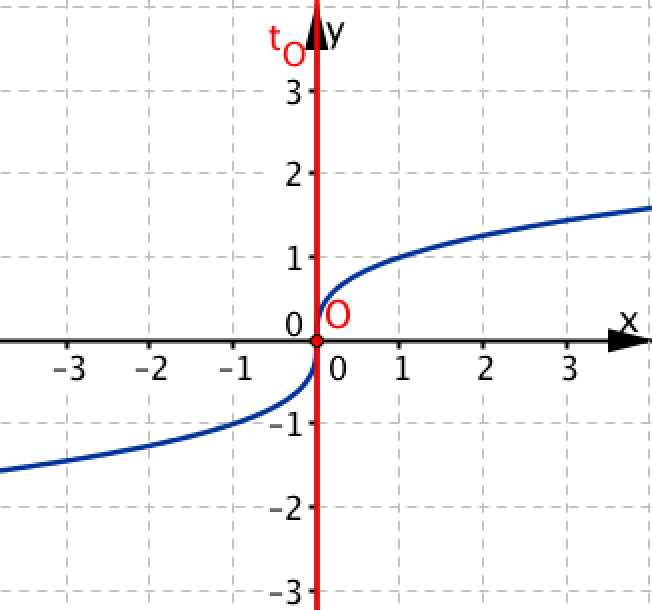 t_O y
3
2
1
0 O x
–3 –2 –1 0 1 2 3
–1
–2
–3